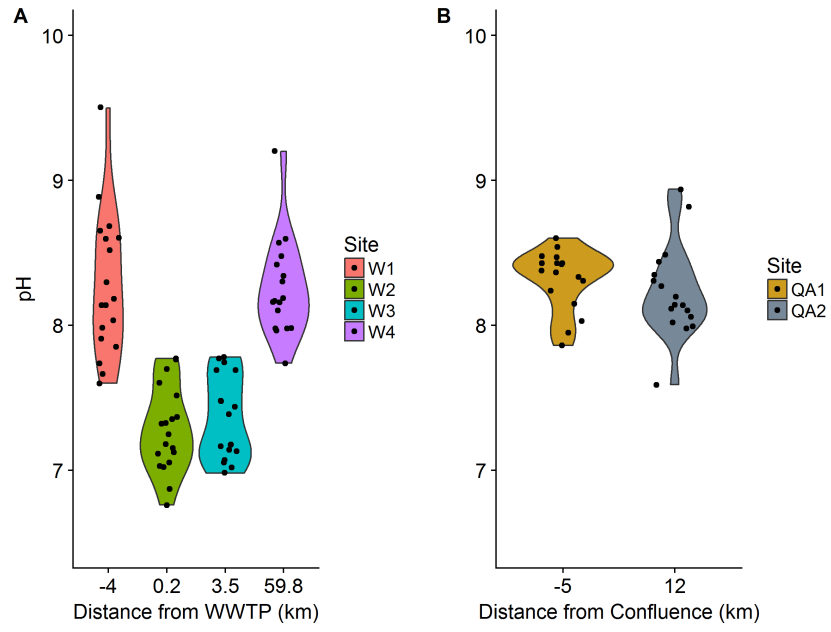 A
10
9
8
7
pH
-4 0.2 3.5 59.8
Distance from WWTP (km)
Site
W1
W2
W3
W4
B
10
9
8
7
-5 12
Distance from Confluence (km)
Site
QA1
QA2